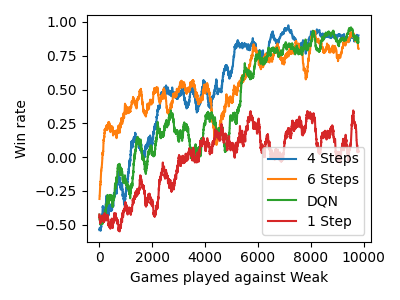 1.00
0.75
0.50
0.25
0.00
−0.25
−0.50
Win rate
4 Steps
6 Steps
DQN
1 Step
0 2000 4000 6000 8000 10000
Games played against Weak